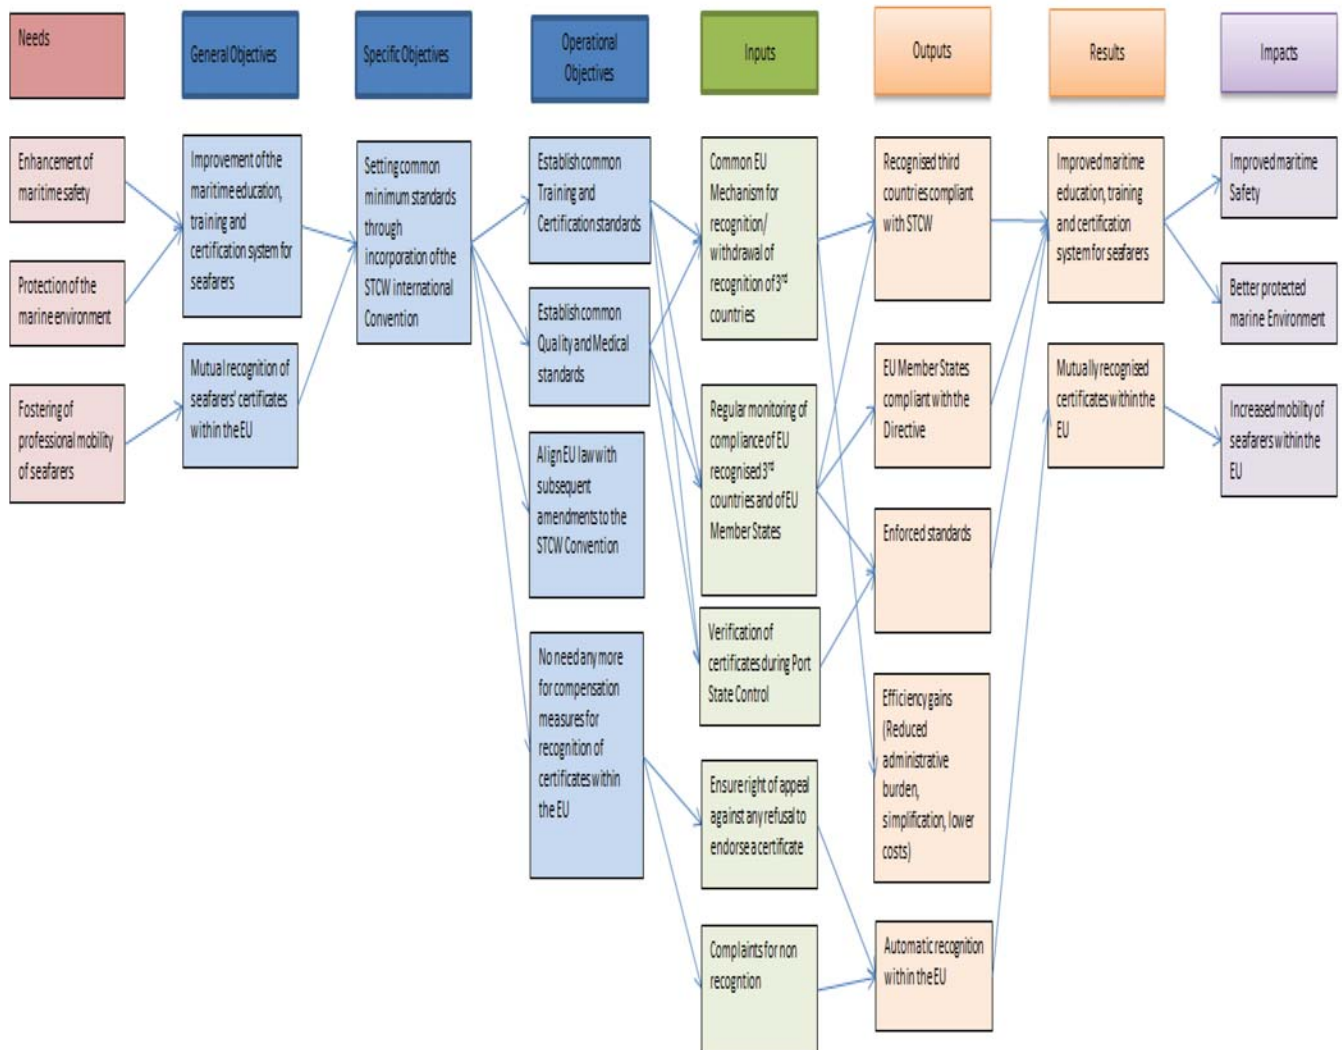 Needs
General Objectives
Specific Objectives
Operational
Objectives
Inputs
Outputs
Results
Impacts
Enhancement of
maritime safety
Protection of the
marine environment
Fostering of
professional mobility
of seafarers
Improvement of the
maritime education,
training and
certification system for
seafarers
Mutual recognition of
seafarers' certificates
within the EU
Setting common
minimum standards
through
incorporation of the
STCW international
Convention
Establish common
Training and
Certification standards
Establish common
Quality and Medical
standards
Align EU law with
subsequent
amendments to the
STCW Convention
No need any more
for compensation
measures for
recognition of
certificates within
the EU
Common EU
Mechanism for
recognition/
withdrawal of
recognition of 3rd
countries
Regular monitoring of
compliance of EU
recognised 3rd
countries and of EU
Member States
Verification of
certificates during Port
State Control
Ensure right of appeal
against any refusal to
endorse a certificate
Complaints for non
recogntion
Recognised third
countries compliant
with STCW
EU Member States
compliant with the
Directive
Enforced standards
Efficiency gains
(Reduced
administrative
burden,
simplification, lower
costs)
Automatic recognition
within the EU
Improved maritime
education, training
and certification
system for seafarers
Mutually recognised
certificates within the
EU
Improved maritime
Safety
Better protected
marine Environment
Increased mobility of
seafarers within the
EU